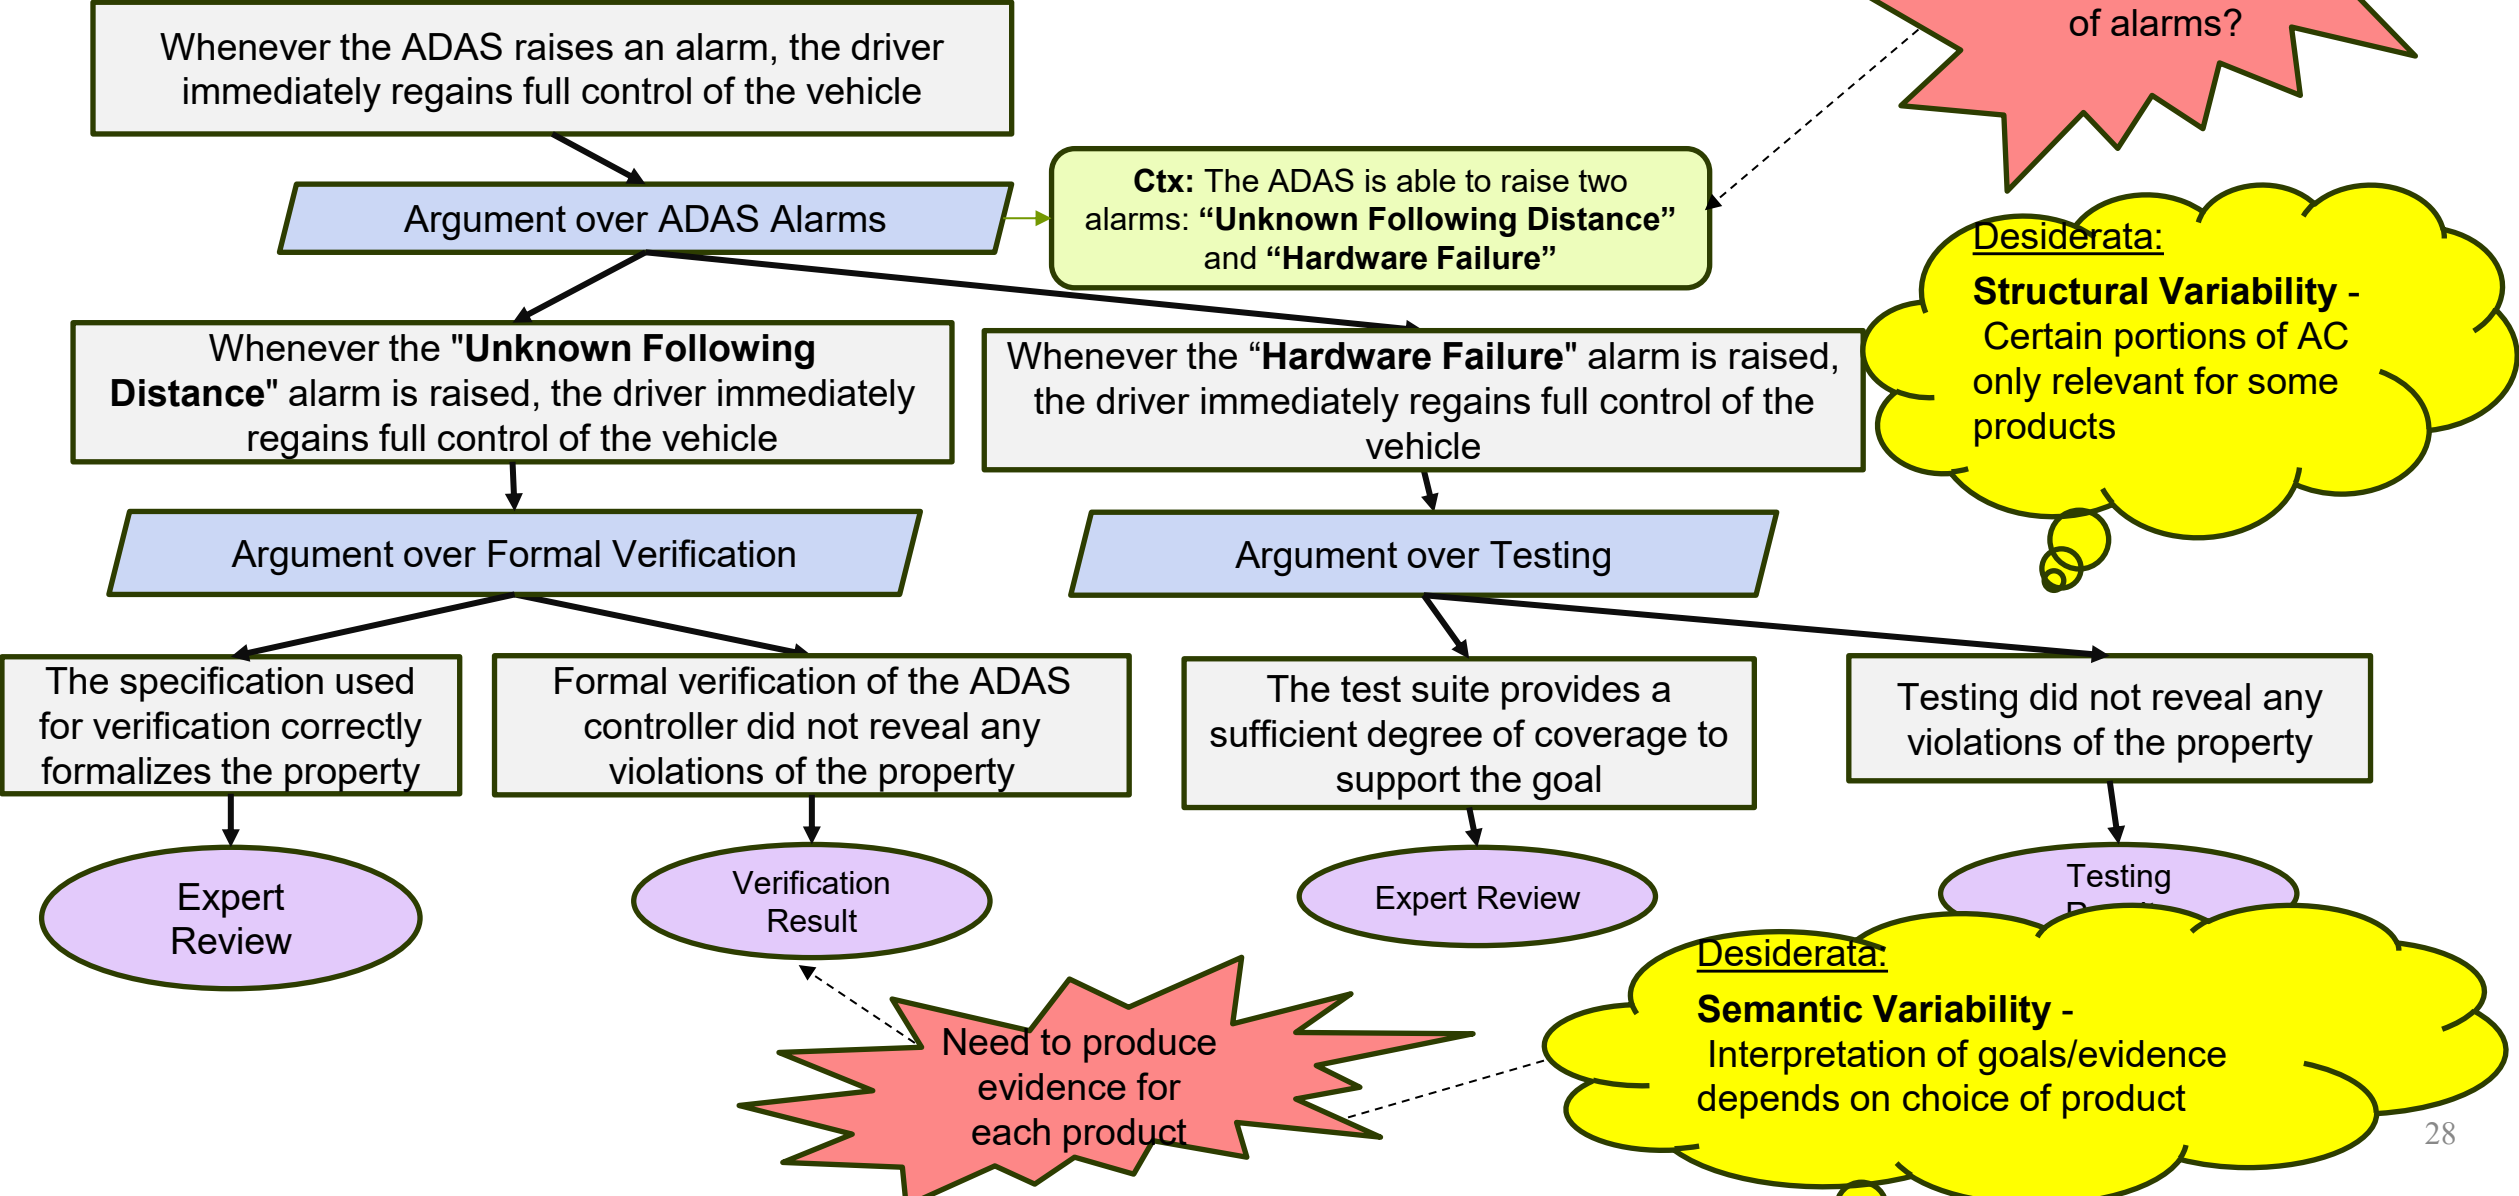 of alarms?
Whenever the ADAS raises an alarm, the driver
immediately regains full control of the vehicle
Argument over ADAS Alarms
Ctx: The ADAS is able to raise two
alarms: “Unknown Following Distance”
and “Hardware Failure”
Desiderata:
Structural Variability -
Certain portions of AC
only relevant for some
products
Whenever the "Unknown Following
Distance" alarm is raised, the driver immediately
regains full control of the vehicle
Whenever the “Hardware Failure" alarm is raised,
the driver immediately regains full control of the
vehicle
Argument over Formal Verification
Argument over Testing
The specification used
for verification correctly
formalizes the property
Formal verification of the ADAS
controller did not reveal any
violations of the property
The test suite provides a
sufficient degree of coverage to
support the goal
Testing did not reveal any
violations of the property
Expert
Review
Verification
Result
Expert Review
Testing
Need to produce
evidence for
each product
Desiderata:
Semantic Variability -
Interpretation of goals/evidence
depends on choice of product
28